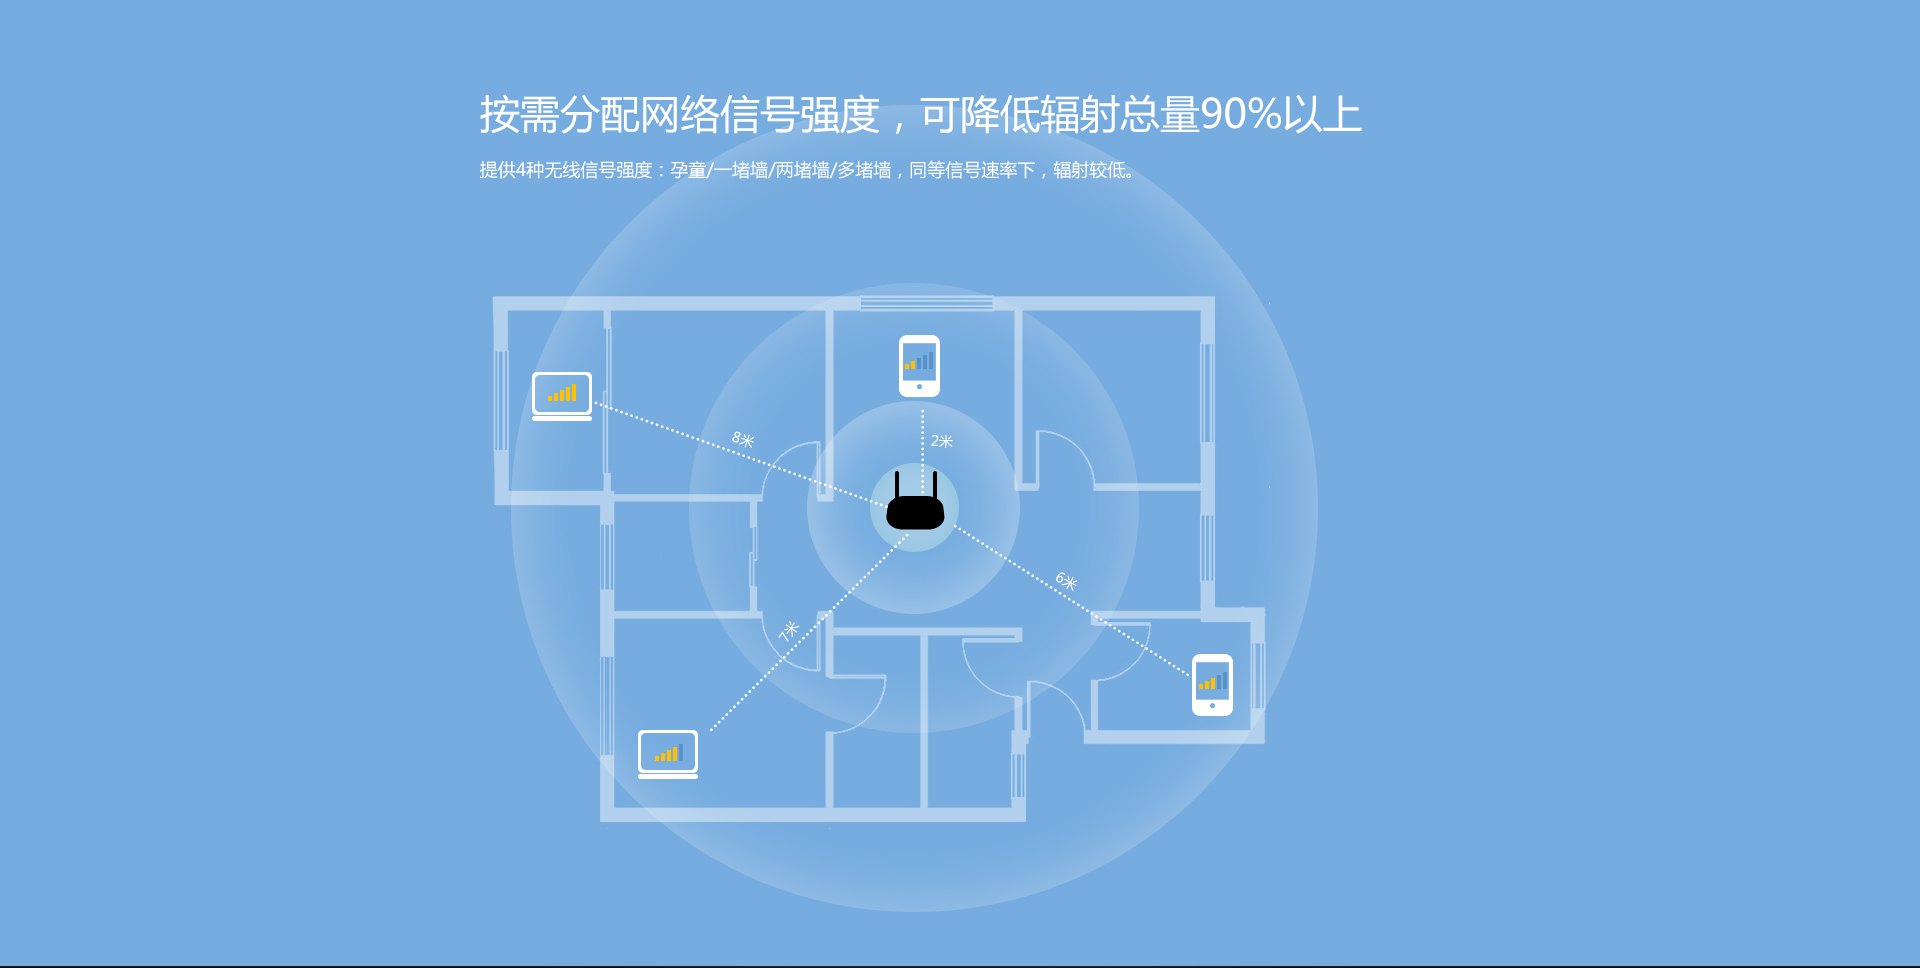 按需分配网络信号强度，可降低辐射总量90%以上
提供4种无线信号强度：孕童/一堵墙/两堵墙/多堵墙，同等信号速率下，辐射较低。
8米
2米
6米
7米